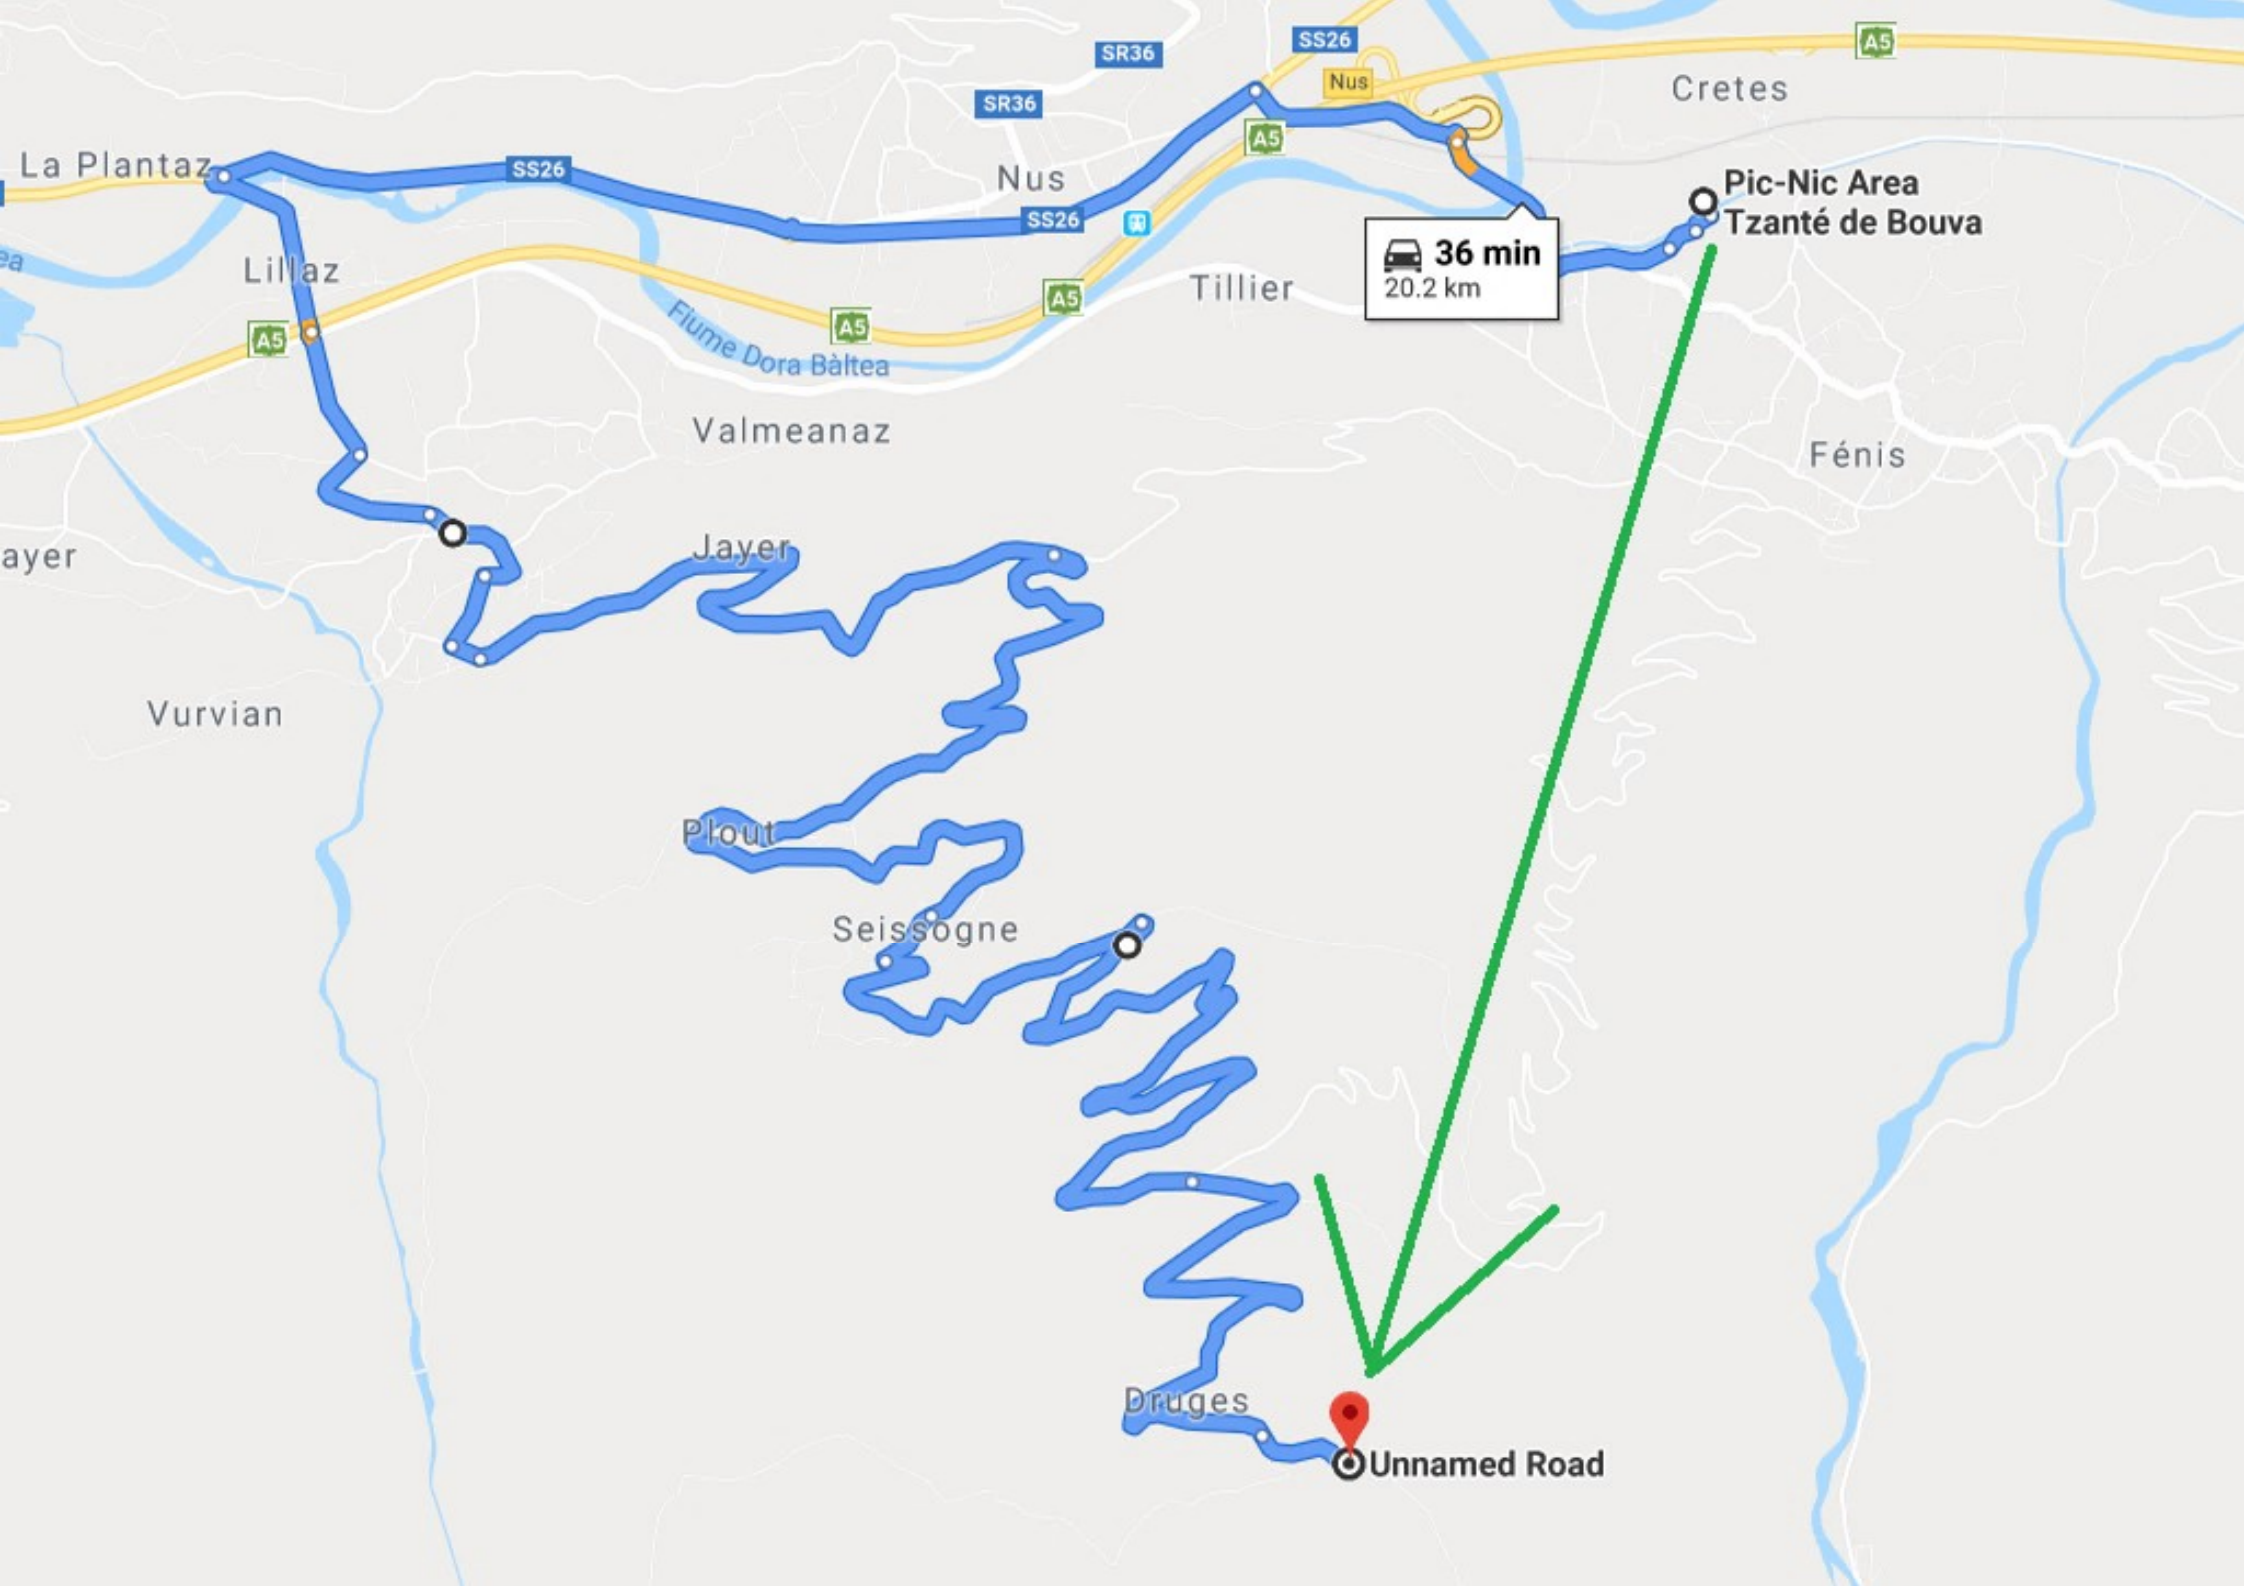 SS26
A5
SR36
Nus
Cretes
SR36
A5
La Plantaz
SS26
Nus
Pic-Nic Area
Tzanté de Bouva
SS26
36 min
20.2 km
ea
Lillaz
Tillier
A5
A5
A5
Fiume Dora Bàltea
Valmeanaz
Fénis
ayer
Jayer
Vurvian
Plout
Seissogne
Druges
Unnamed Road